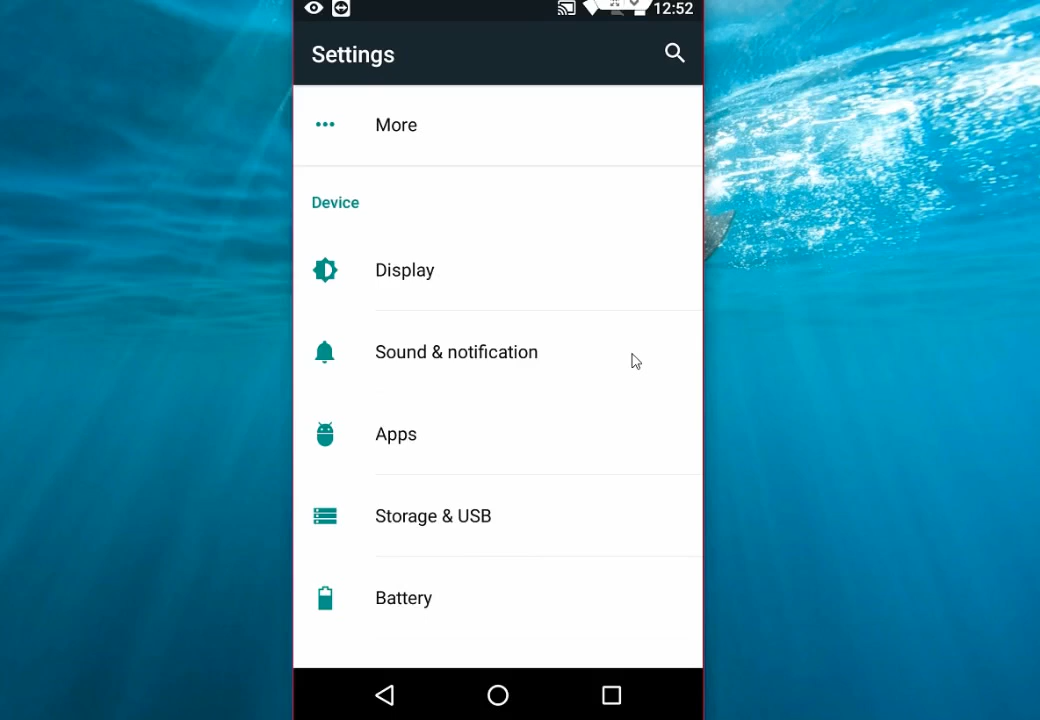 12:52
Settings
More
Device
Display
Sound & notification
Apps
Storage & USB
Battery